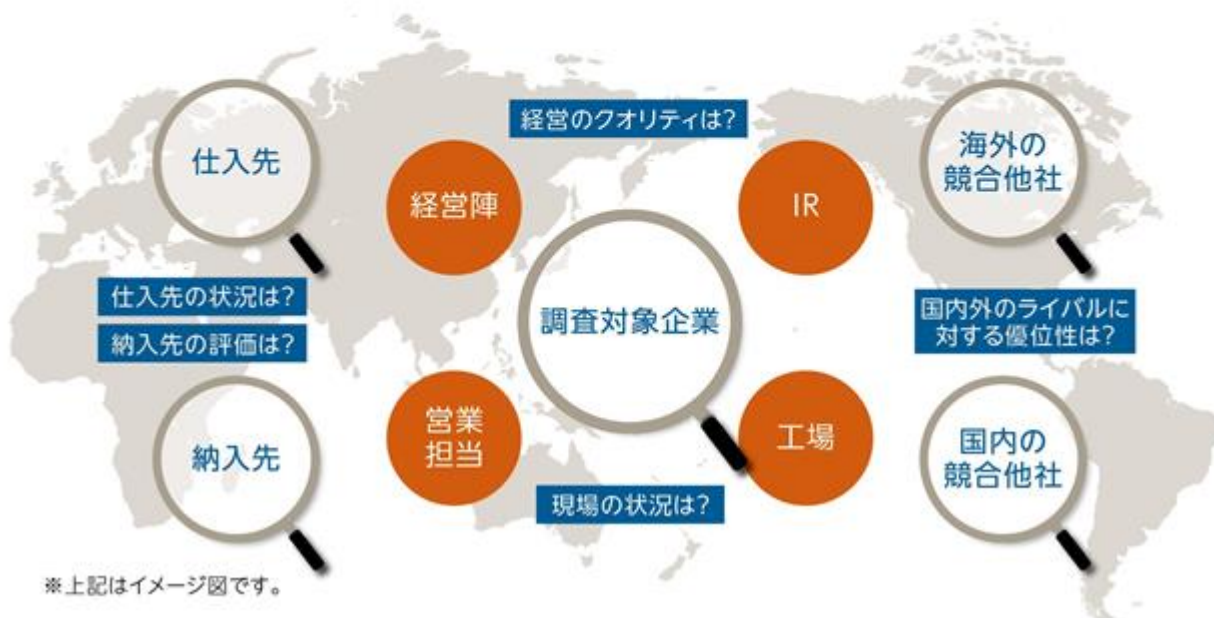 経営のクオリティは?
仕入先
経営陣
IR
海外の
競合他社
調査対象企業
仕入先の状況は?
納入先の評価は?
国内外のライバルに
対する優位性は?
納入先
営業
担当
工場
国内の
競合他社
現場の状況は?
※上記はイメージ図です。